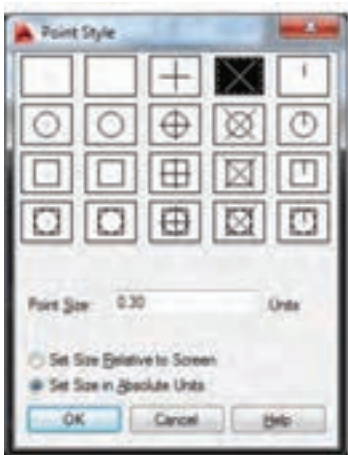 Point Style
Point Size: 0.30 Units
Set Size Relative to Screen
Set Size in Absolute Units
OK Cancel Help